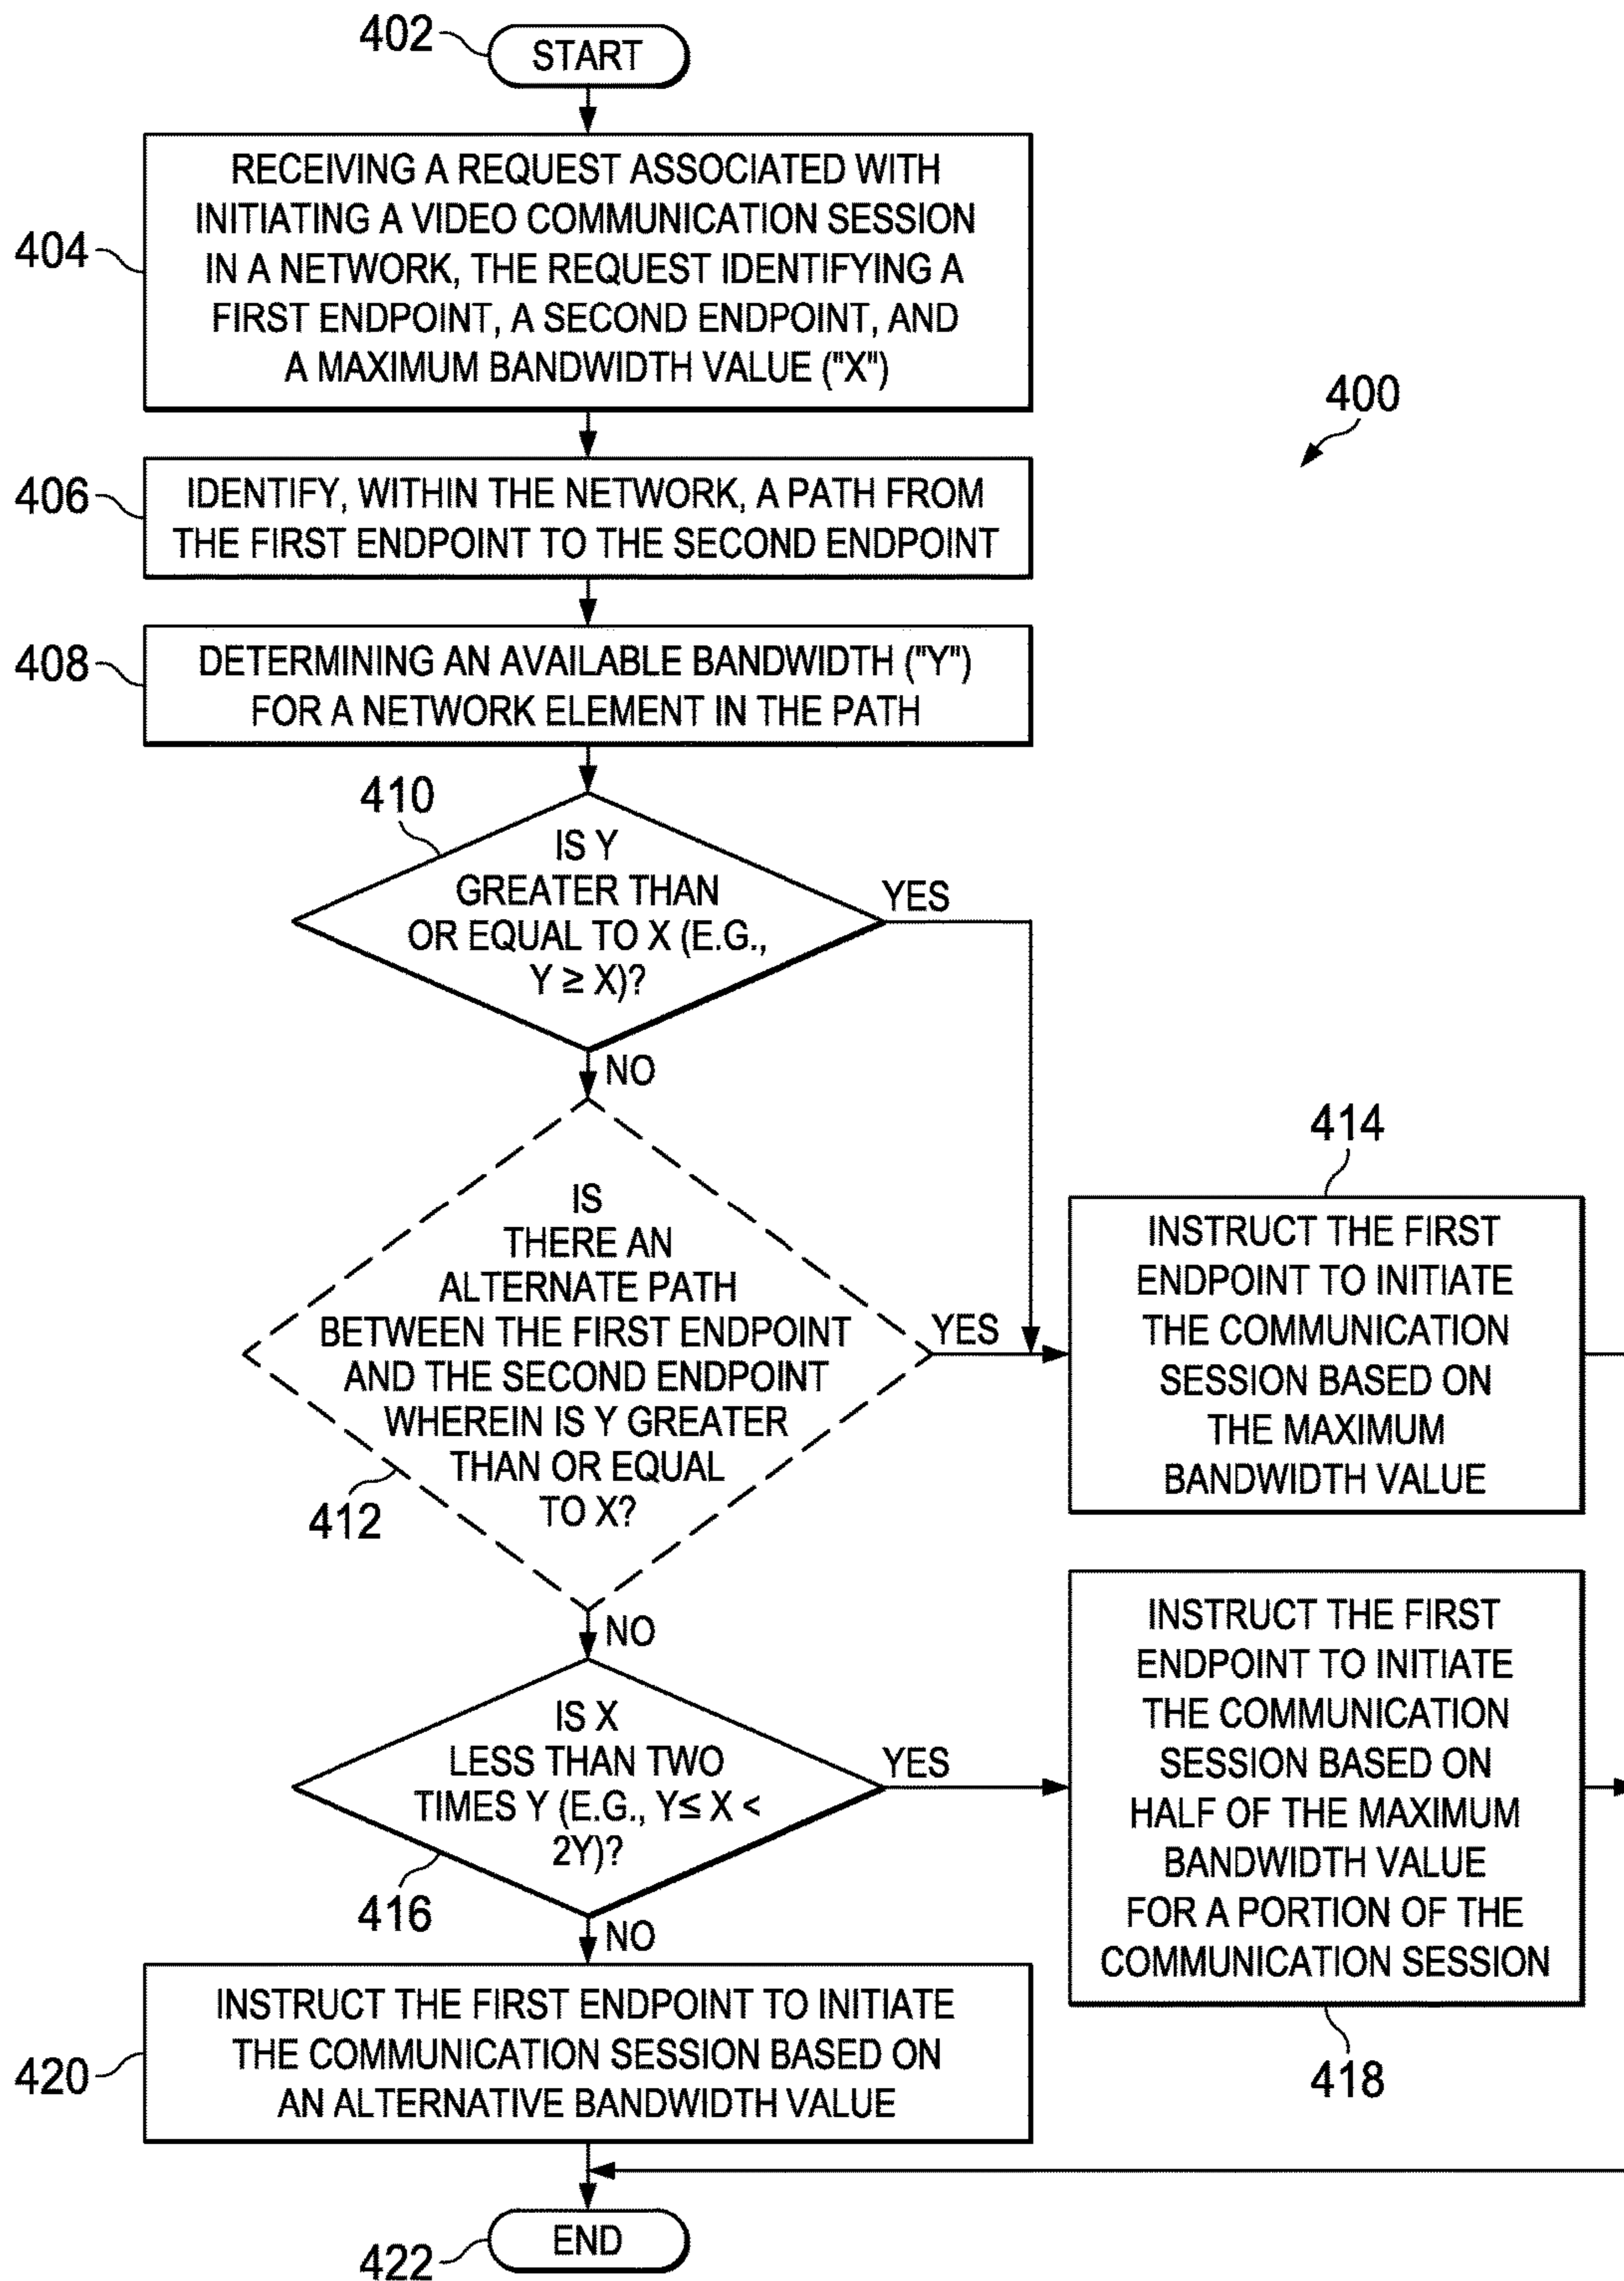 402
START
404
RECEIVING A REQUEST ASSOCIATED WITH
INITIATING A VIDEO COMMUNICATION SESSION
IN A NETWORK, THE REQUEST IDENTIFYING A
FIRST ENDPOINT, A SECOND ENDPOINT, AND
A MAXIMUM BANDWIDTH VALUE ("X")
400
406
IDENTIFY, WITHIN THE NETWORK, A PATH FROM
THE FIRST ENDPOINT TO THE SECOND ENDPOINT
408
DETERMINING AN AVAILABLE BANDWIDTH ("Y")
FOR A NETWORK ELEMENT IN THE PATH
410
IS Y
GREATER THAN
OR EQUAL TO X (E.G.,
Y ≥ X)?
YES
NO
IS
THERE AN
ALTERNATE PATH
BETWEEN THE FIRST ENDPOINT
AND THE SECOND ENDPOINT
WHEREIN IS Y GREATER
THAN OR EQUAL
TO X?
412
YES
NO
414
INSTRUCT THE FIRST
ENDPOINT TO INITIATE
THE COMMUNICATION
SESSION BASED ON
THE MAXIMUM
BANDWIDTH VALUE
IS X
LESS THAN TWO
TIMES Y (E.G., Y≤ X <
2Y)?
416
YES
NO
INSTRUCT THE FIRST
ENDPOINT TO INITIATE
THE COMMUNICATION
SESSION BASED ON
HALF OF THE MAXIMUM
BANDWIDTH VALUE
FOR A PORTION OF THE
COMMUNICATION SESSION
418
420
INSTRUCT THE FIRST ENDPOINT TO INITIATE
THE COMMUNICATION SESSION BASED ON
AN ALTERNATIVE BANDWIDTH VALUE
422
END